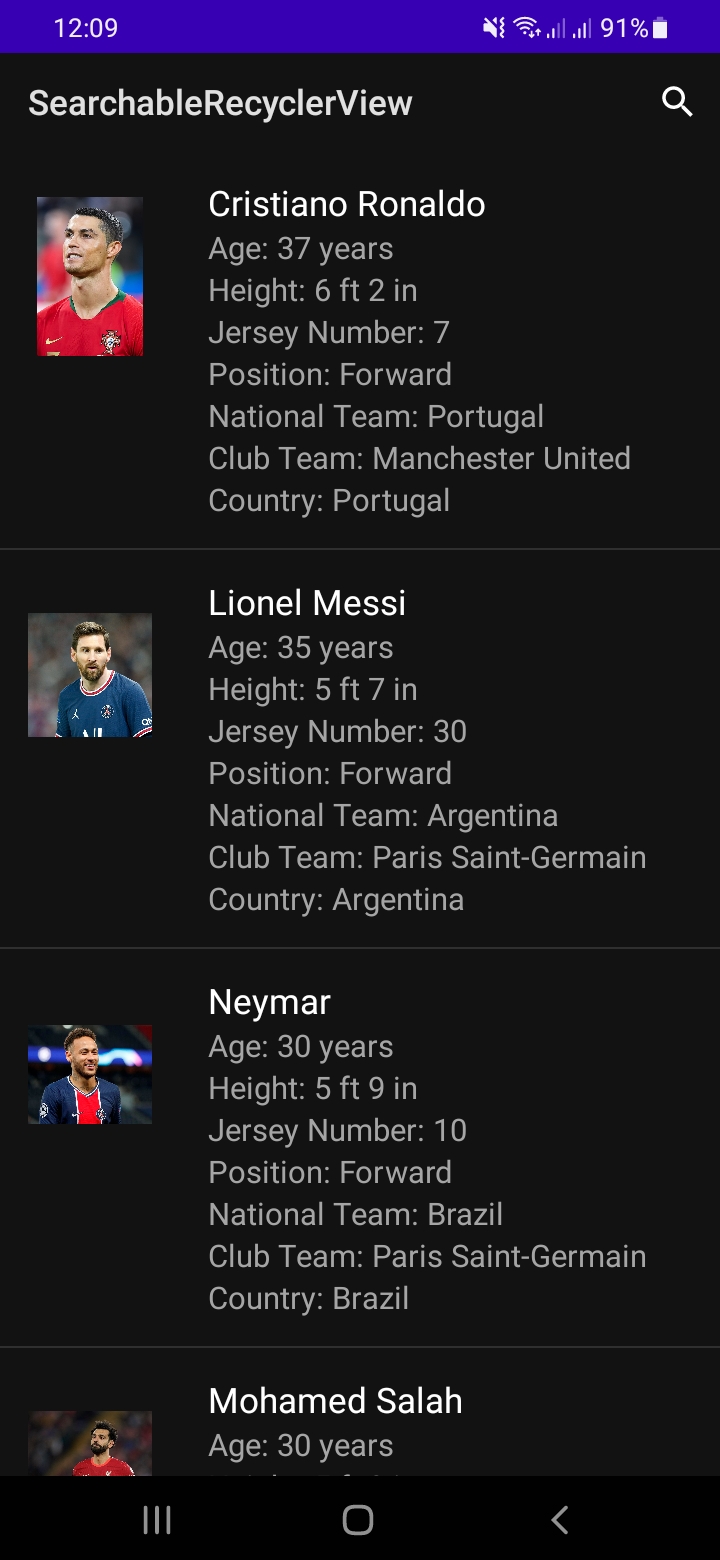 12:09
91%
SearchableRecyclerView
Cristiano Ronaldo
Age: 37 years
Height: 6 ft 2 in
Jersey Number: 7
Position: Forward
National Team: Portugal
Club Team: Manchester United
Country: Portugal
Lionel Messi
Age: 35 years
Height: 5 ft 7 in
Jersey Number: 30
Position: Forward
National Team: Argentina
Club Team: Paris Saint-Germain
Country: Argentina
Neymar
Age: 30 years
Height: 5 ft 9 in
Jersey Number: 10
Position: Forward
National Team: Brazil
Club Team: Paris Saint-Germain
Country: Brazil
Mohamed Salah
Age: 30 years